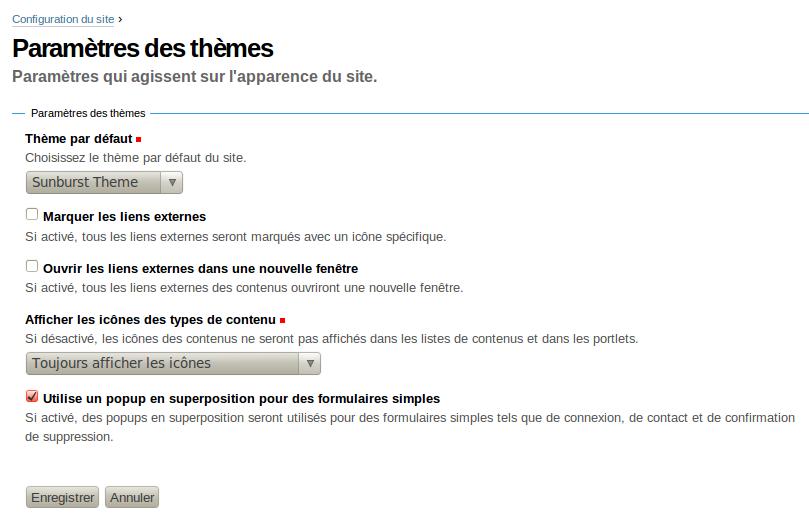 Configuration du site ›
Paramètres des thèmes
Paramètres qui agissent sur l'apparence du site.
Paramètres des thèmes
Thème par défaut
Choisissez le thème par défaut du site.
Sunburst Theme
Marquer les liens externes
Si activé, tous les liens externes seront marqués avec un icône spécifique.
Ouvrir les liens externes dans une nouvelle fenêtre
Si activé, tous les liens externes des contenus ouvriront une nouvelle fenêtre.
Afficher les icônes des types de contenu
Si désactivé, les icônes des contenus ne seront pas affichés dans les listes de contenus et dans les portlets.
Toujours afficher les icônes
Utilise un popup en superposition pour des formulaires simples
Si activé, des popups en superposition seront utilisés pour des formulaires simples tels que de connexion, de contact et de confirmation
de suppression.
Enregistrer Annuler